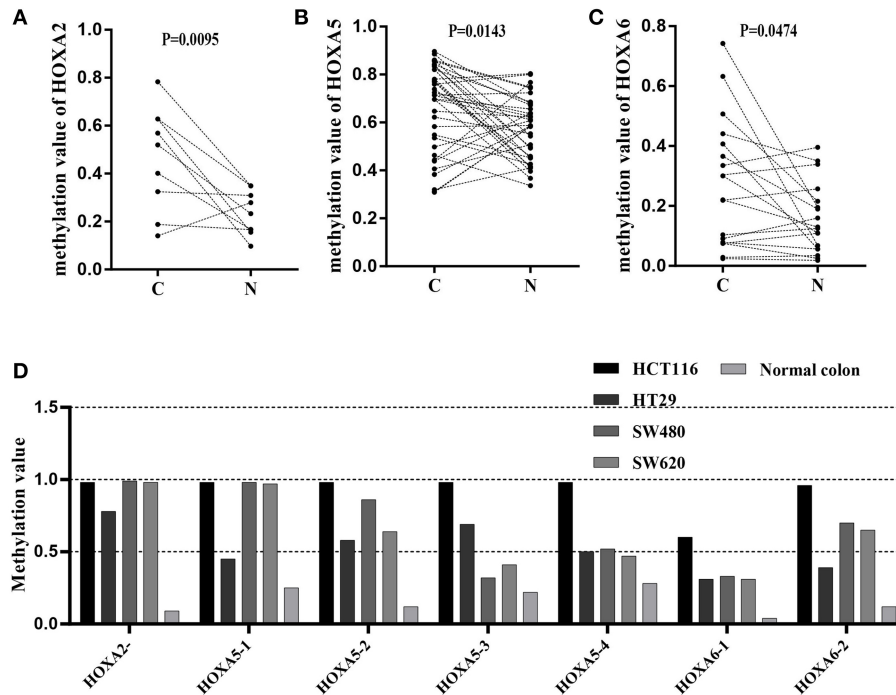 A
P=0.0095
methylation value of HOXA2
1.0
0.8
0.6
0.4
0.2
0.0
C N
B
P=0.0143
methylation value of HOXA5
1.0
0.8
0.6
0.4
0.2
0.0
C N
C
P=0.0474
methylation value of HOXA6
0.8
0.6
0.4
0.2
0.0
C N
D
HCT116 Normal colon
HT29
SW480
SW620
Methylation value
1.5
1.0
0.5
0.0
HOXA2-
HOXA5-1
HOXA5-2
HOXA5-3
HOXA5-4
HOXA6-1
HOXA6-2